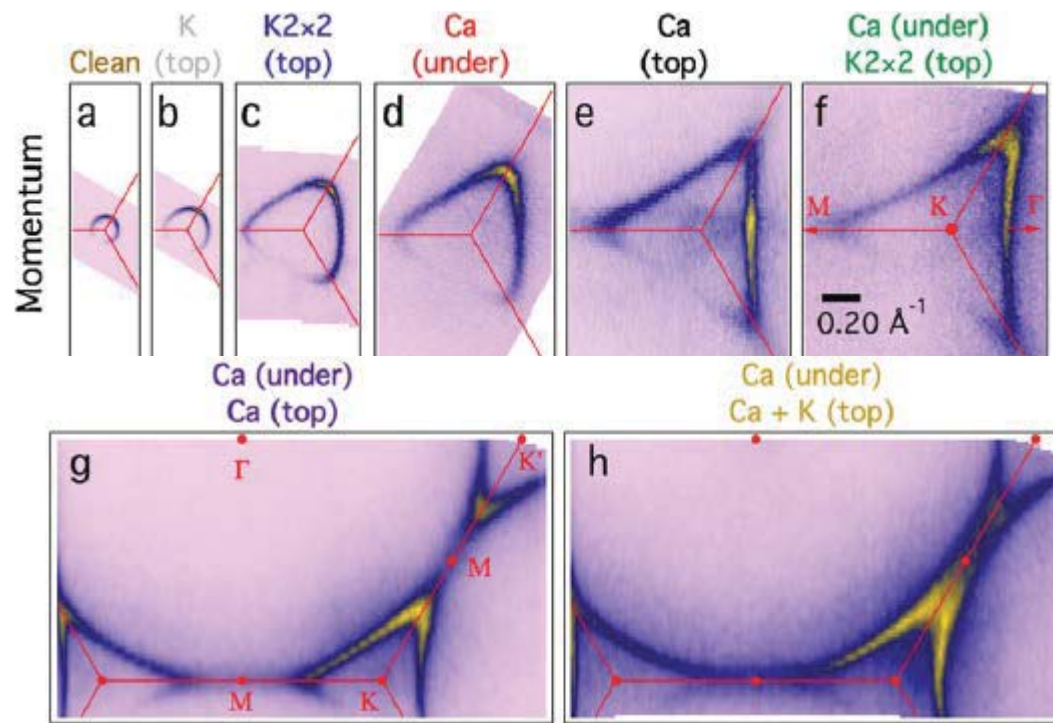 Clean
K
(top)
K2×2
(top)
Ca
(under)
Ca
(top)
Ca (under)
K2×2 (top)
Momentum
a
b
c
d
e
f
M
K
Γ
0.20 Å⁻¹
Ca (under)
Ca (top)
Ca (under)
Ca + K (top)
g
Γ
K'
M
M
K
h